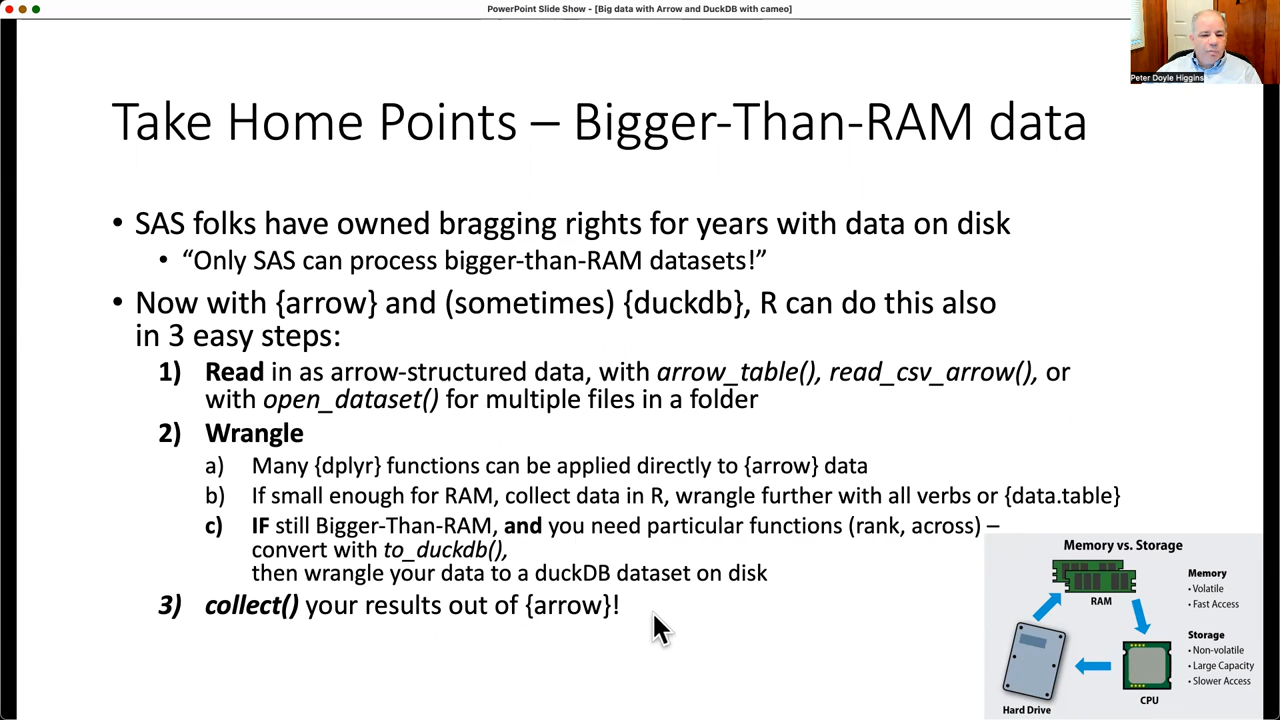 PowerPoint Slide Show - [Big data with Arrow and DuckDB with cameo]
Peter Doyle Higgins
Take Home Points – Bigger-Than-RAM data
• SAS folks have owned bragging rights for years with data on disk
• “Only SAS can process bigger-than-RAM datasets!”
• Now with {arrow} and (sometimes) {duckdb}, R can do this also
in 3 easy steps:
1) Read in as arrow-structured data, with arrow_table(), read_csv_arrow(), or
with open_dataset() for multiple files in a folder
2) Wrangle
a) Many {dplyr} functions can be applied directly to {arrow} data
b) If small enough for RAM, collect data in R, wrangle further with all verbs or {data.table}
c) IF still Bigger-Than-RAM, and you need particular functions (rank, across) –
convert with to_duckdb(),
then wrangle your data to a duckDB dataset on disk
3) collect() your results out of {arrow}!
Memory vs. Storage
RAM
Memory
• Volatile
• Fast Access
Storage
• Non-volatile
• Large Capacity
• Slower Access
CPU
Hard Drive